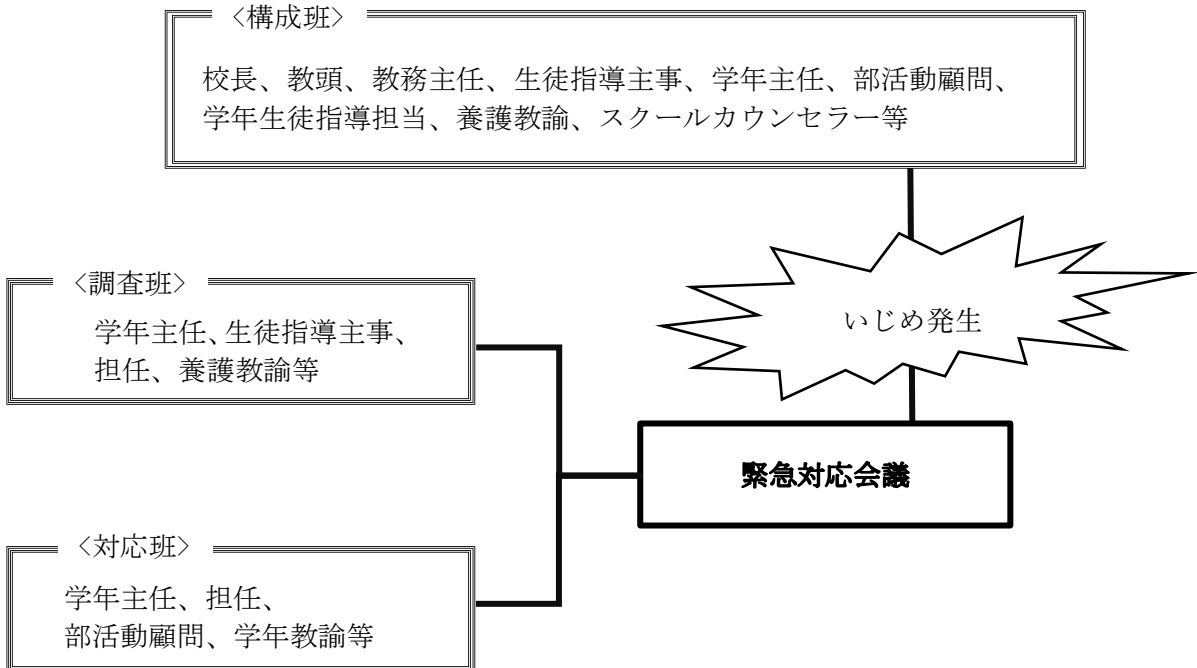 〈構成班〉
校長、教頭、教務主任、生徒指導主事、学年主任、部活動顧問、
学年生徒指導担当、養護教諭、スクールカウンセラー等
いじめ発生
〈調査班〉
学年主任、生徒指導主事、
担任、養護教諭等
緊急対応会議
〈対応班〉
学年主任、担任、
部活動顧問、学年教諭等